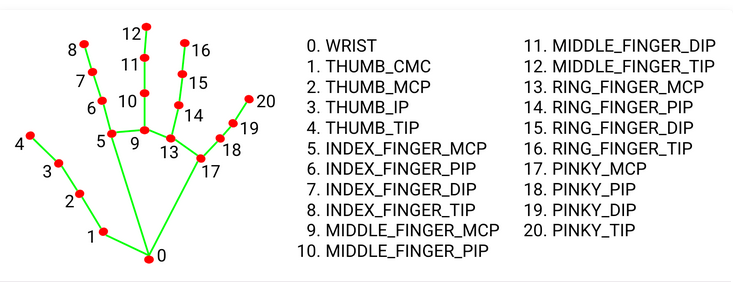 12
8
16
11
7
15
10
6
14
20
5
9
13
19
18
4
3
17
2
1
0
0. WRIST
1. THUMB_CMC
2. THUMB_MCP
3. THUMB_IP
4. THUMB_TIP
5. INDEX_FINGER_MCP
6. INDEX_FINGER_PIP
7. INDEX_FINGER_DIP
8. INDEX_FINGER_TIP
9. MIDDLE_FINGER_MCP
10. MIDDLE_FINGER_PIP
11. MIDDLE_FINGER_DIP
12. MIDDLE_FINGER_TIP
13. RING_FINGER_MCP
14. RING_FINGER_PIP
15. RING_FINGER_DIP
16. RING_FINGER_TIP
17. PINKY_MCP
18. PINKY_PIP
19. PINKY_DIP
20. PINKY_TIP